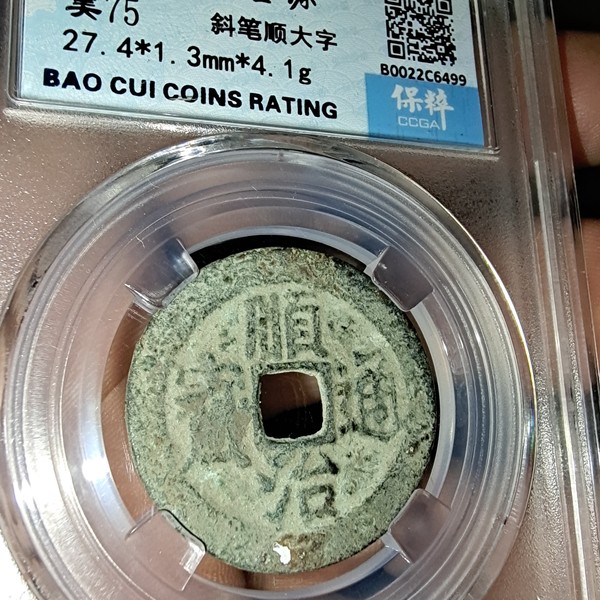 美75
斜笔顺大字
27.4*1.3mm*4.1g
BAO CUI COINS RATING
B0022C6499
保粹
CCGA
順治通寶